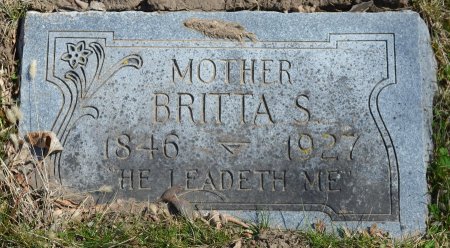 MOTHER
BRITTA S.
1846 1927
"HE LEADETH ME"